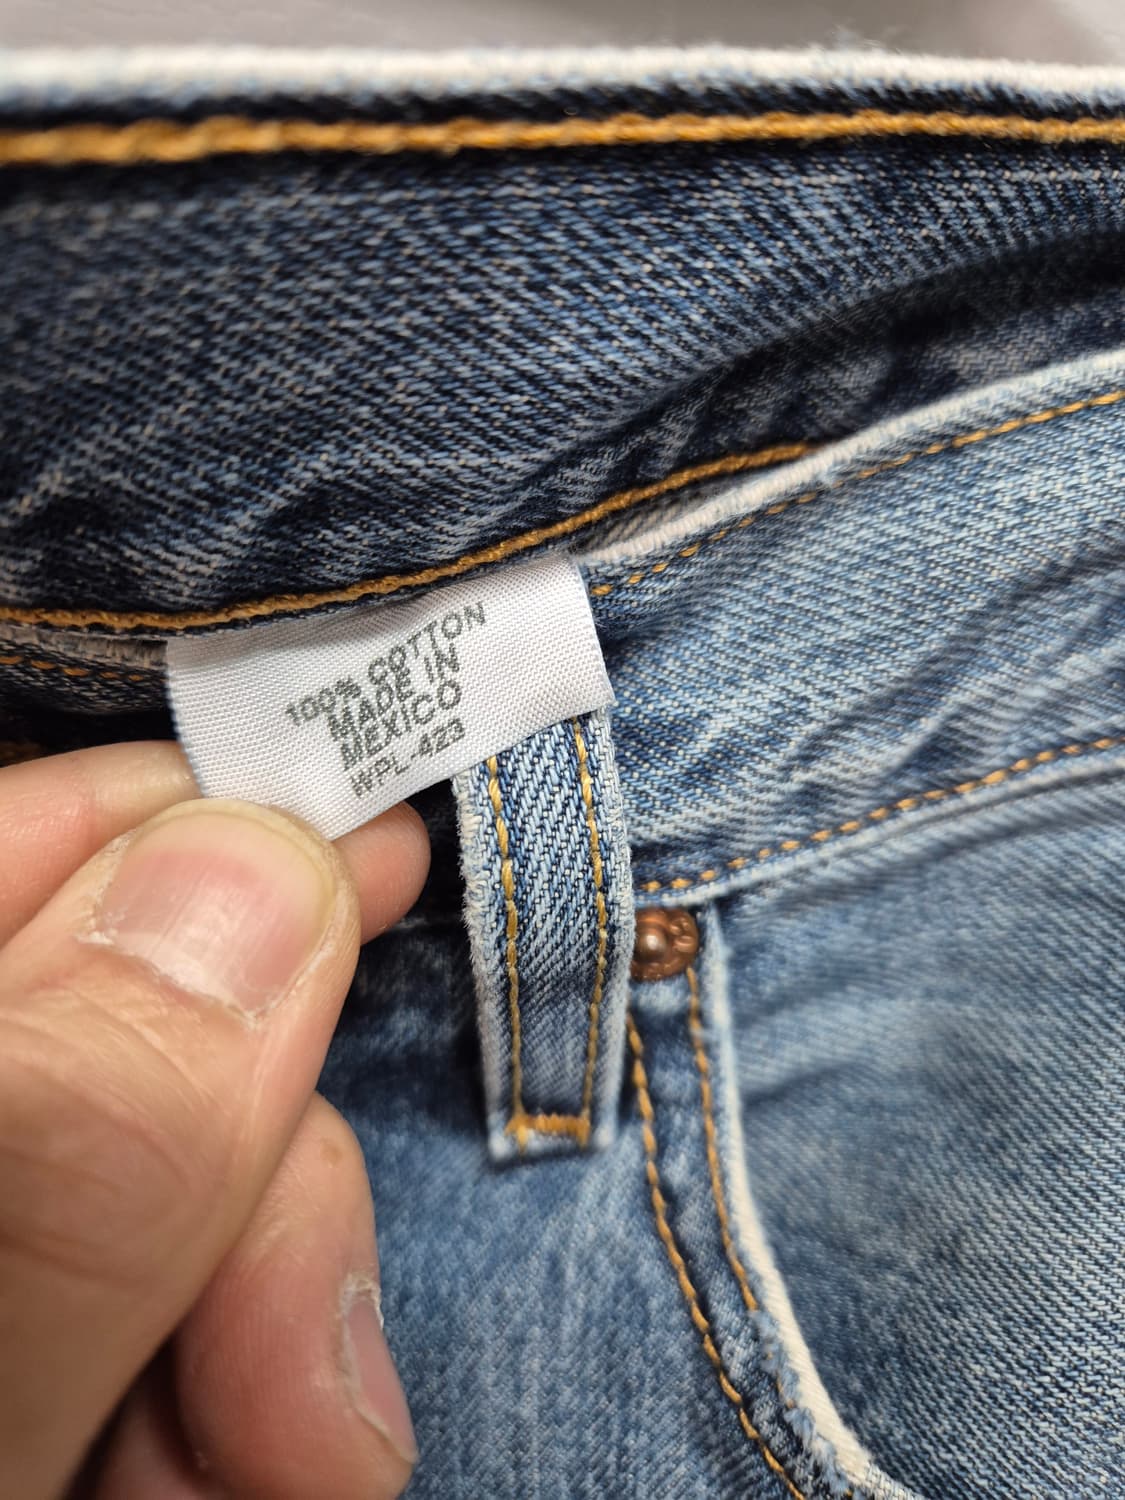 100% COTTON
MADE IN
MEXICO
WPL-423